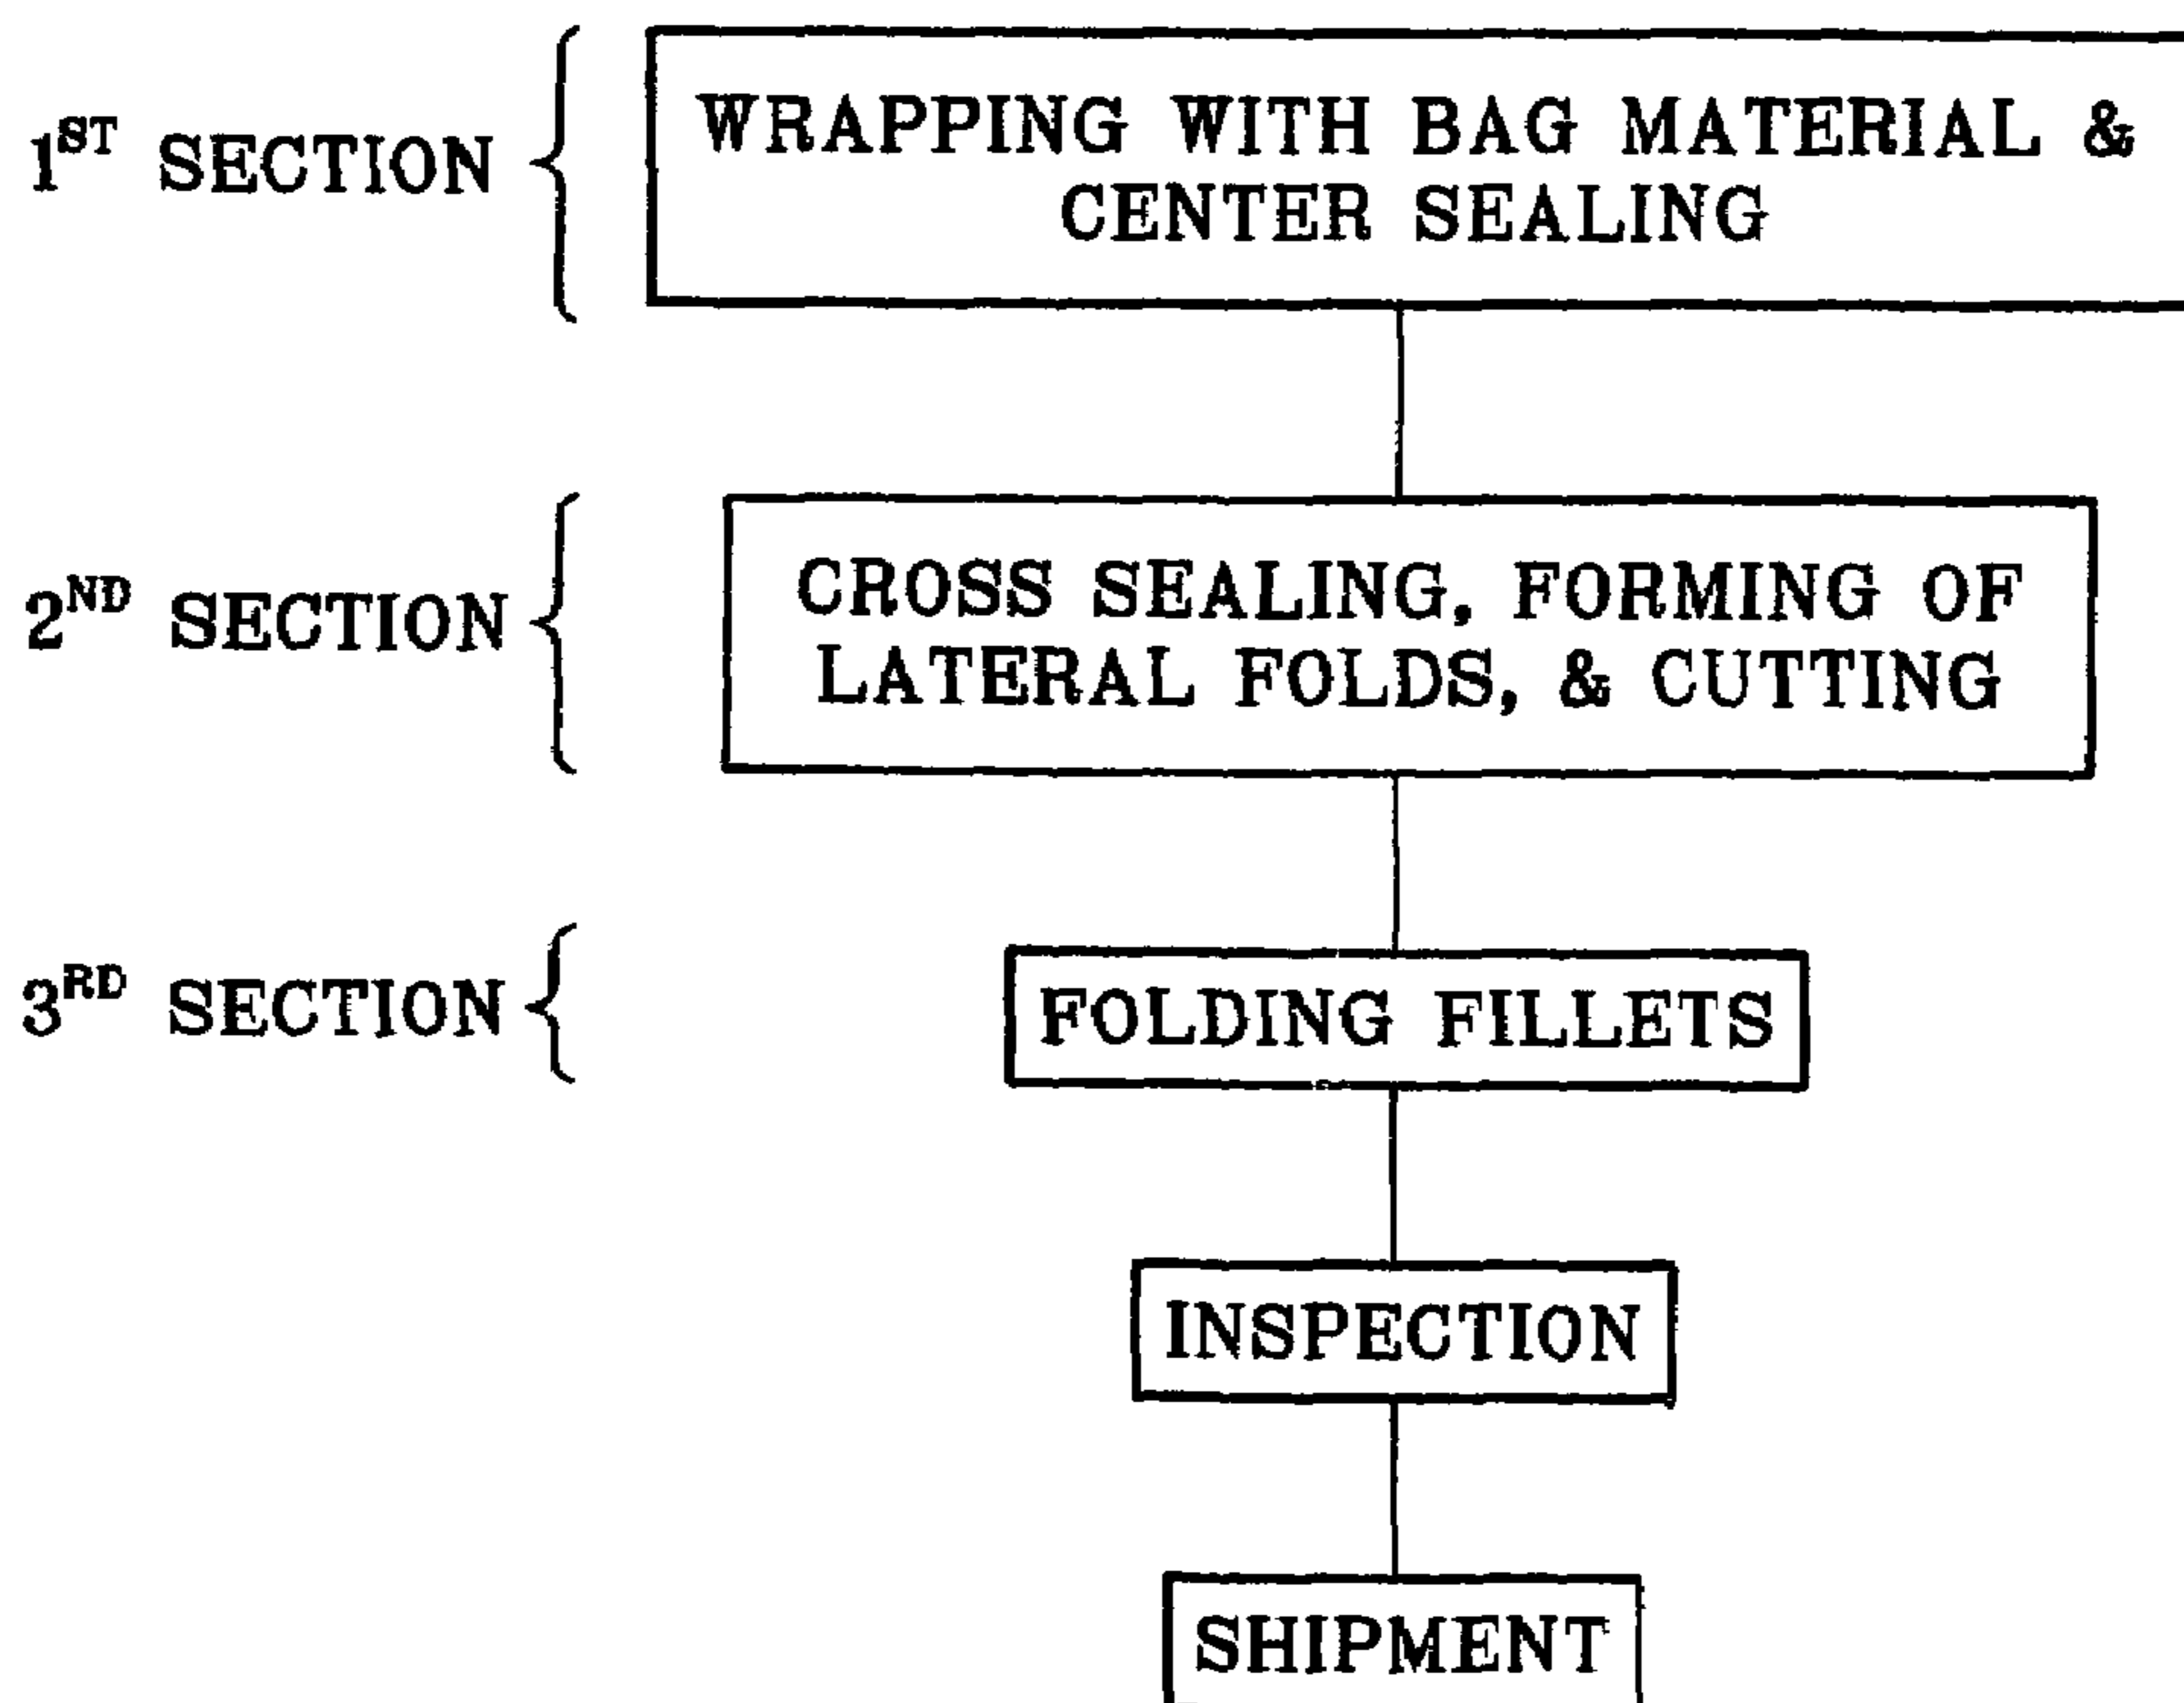 1ST SECTION
WRAPPING WITH BAG MATERIAL &
CENTER SEALING
2ND SECTION
CROSS SEALING, FORMING OF
LATERAL FOLDS, & CUTTING
3RD SECTION
FOLDING FILLETS
INSPECTION
SHIPMENT